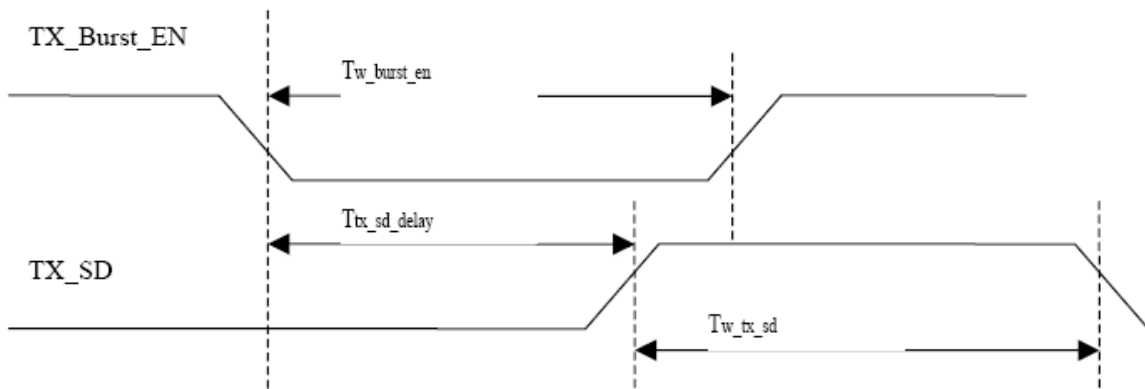 TX_Burst_EN
Tw_burst_en
Ttx_sd_delay
TX_SD
Tw_tx_sd